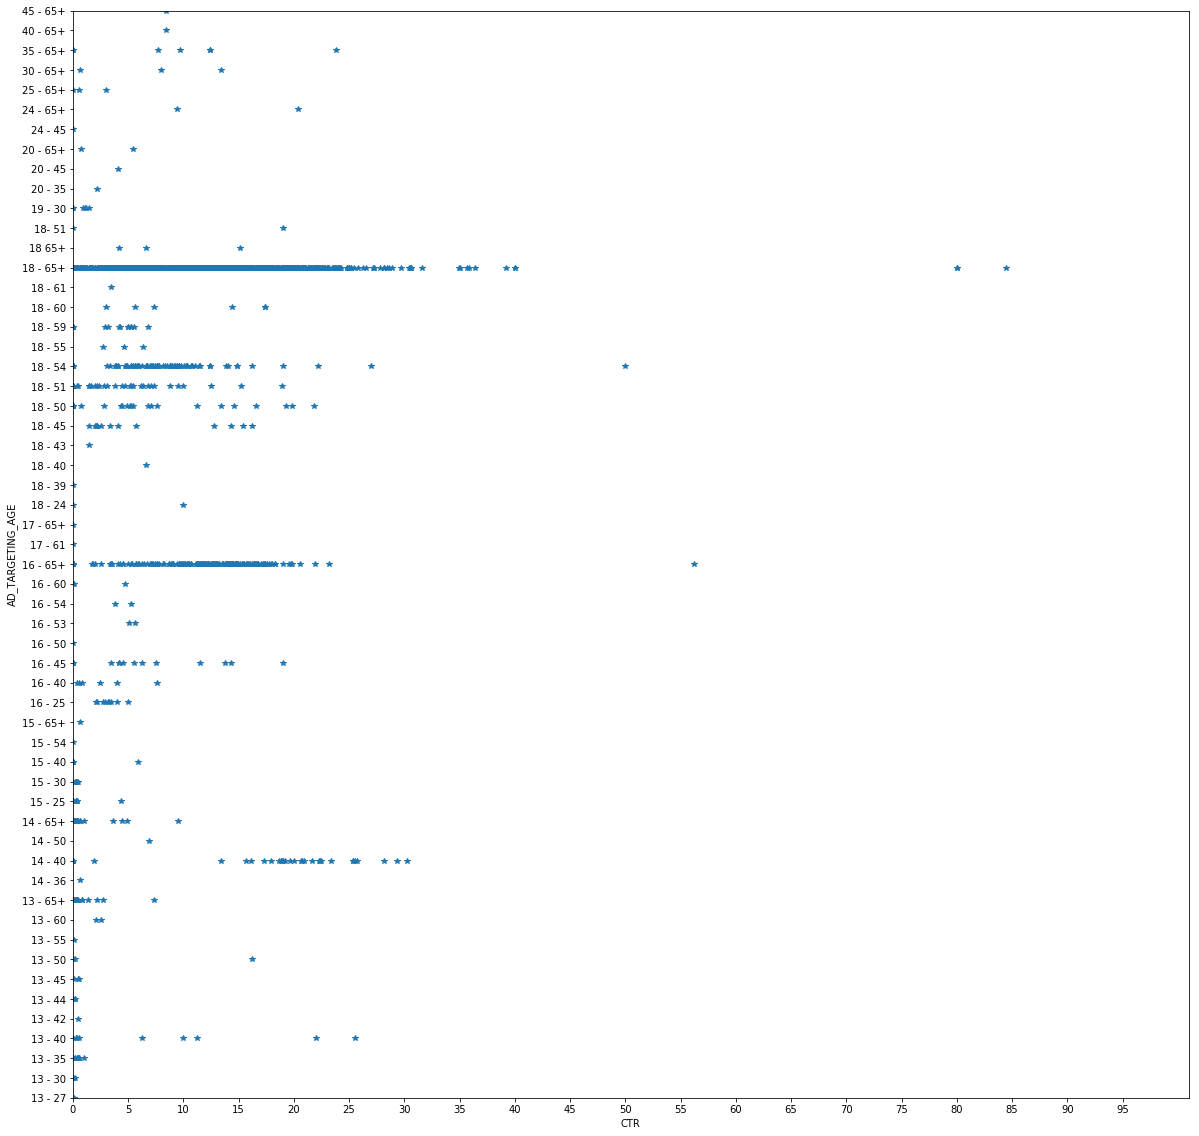 45 - 65+
40 - 65+
35 - 65+
30 - 65+
25 - 65+
24 - 65+
24 - 45
20 - 65+
20 - 45
20 - 35
19 - 30
18- 51
18 65+
18 - 65+
18 - 61
18 - 60
18 - 59
18 - 55
18 - 54
18 - 51
18 - 50
18 - 45
18 - 43
18 - 40
18 - 39
18 - 24
17 - 65+
17 - 61
16 - 65+
16 - 60
16 - 54
16 - 53
16 - 50
16 - 45
16 - 40
16 - 25
15 - 65+
15 - 54
15 - 40
15 - 30
15 - 25
14 - 65+
14 - 50
14 - 40
14 - 36
13 - 65+
13 - 60
13 - 55
13 - 50
13 - 45
13 - 44
13 - 42
13 - 40
13 - 35
13 - 30
13 - 27
AD_TARGETING_AGE
0 5 10 15 20 25 30 35 40 45 50 55 60 65 70 75 80 85 90 95
CTR